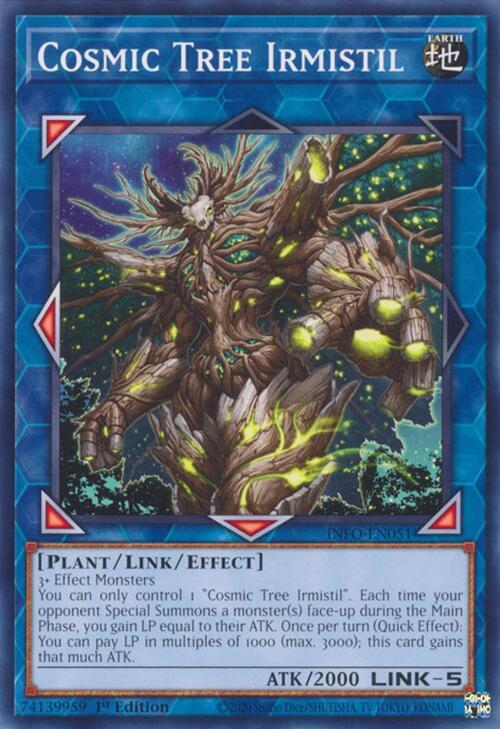 COSMIC TREE IRMISTIL
EARTH
地
INFO-EN051
[PLANT/LINK/EFFECT]
3+ Effect Monsters
You can only control 1 "Cosmic Tree Irmistil". Each time your
opponent Special Summons a monster(s) face-up during the Main
Phase, you gain LP equal to their ATK. Once per turn (Quick Effect):
You can pay LP in multiples of 1000 (max. 3000); this card gains
that much ATK.
ATK/2000 LINK-5
74139959 1st Edition
©2020 Studio Dice/SHUEISHA, TV TOKYO, KONAMI